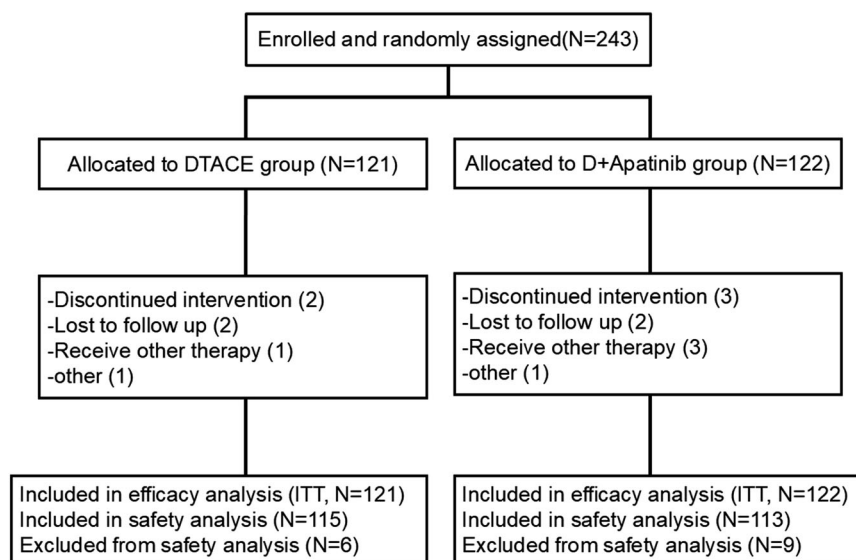 Enrolled and randomly assigned(N=243)
Allocated to DTACE group (N=121)
Allocated to D+Apatinib group (N=122)
-Discontinued intervention (2)
-Lost to follow up (2)
-Receive other therapy (1)
-other (1)
-Discontinued intervention (3)
-Lost to follow up (2)
-Receive other therapy (3)
-other (1)
Included in efficacy analysis (ITT, N=121)
Included in safety analysis (N=115)
Excluded from safety analysis (N=6)
Included in efficacy analysis (ITT, N=122)
Included in safety analysis (N=113)
Excluded from safety analysis (N=9)